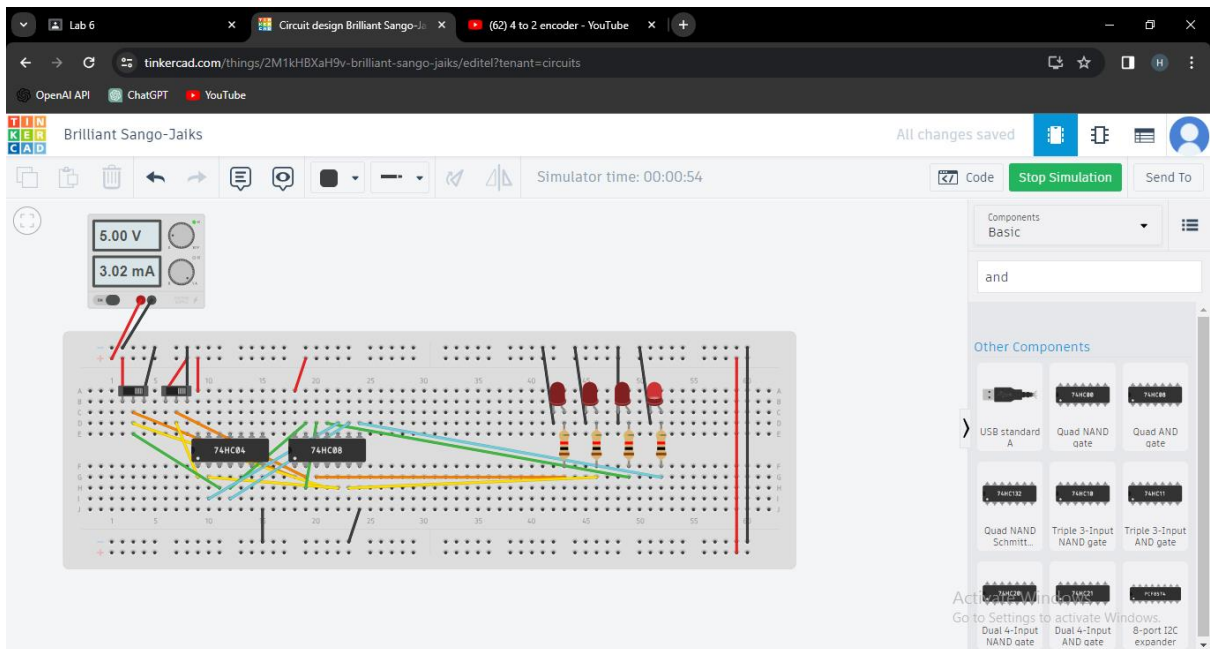 Lab 6
Circuit design Brilliant Sango-Ja
(62) 4 to 2 encoder - YouTube
tinkercad.com/things/2M1kHBXaH9v-brilliant-sango-jaiks/editel?tenant=circuits
H
OpenAI API ChatGPT YouTube
TIN
KER
CAD
Brilliant Sango-Jaiks
All changes saved
Simulator time: 00:00:54
Code
Stop Simulation
Send To
Components
Basic
and
5.00 V
3.02 mA
74HC04
74HC08
Other Components
USB standard
A
74HC00
Quad NAND
gate
74HC08
Quad AND
gate
74HC132
Quad NAND
Schmitt...
74HC10
Triple 3-Input
NAND gate
74HC11
Triple 3-Input
AND gate
74HC20
Dual 4-Input
NAND gate
74HC21
Dual 4-Input
AND gate
PCF8574
8-port I2C
expander
Activate Windows
Go to Settings to activate Windows.